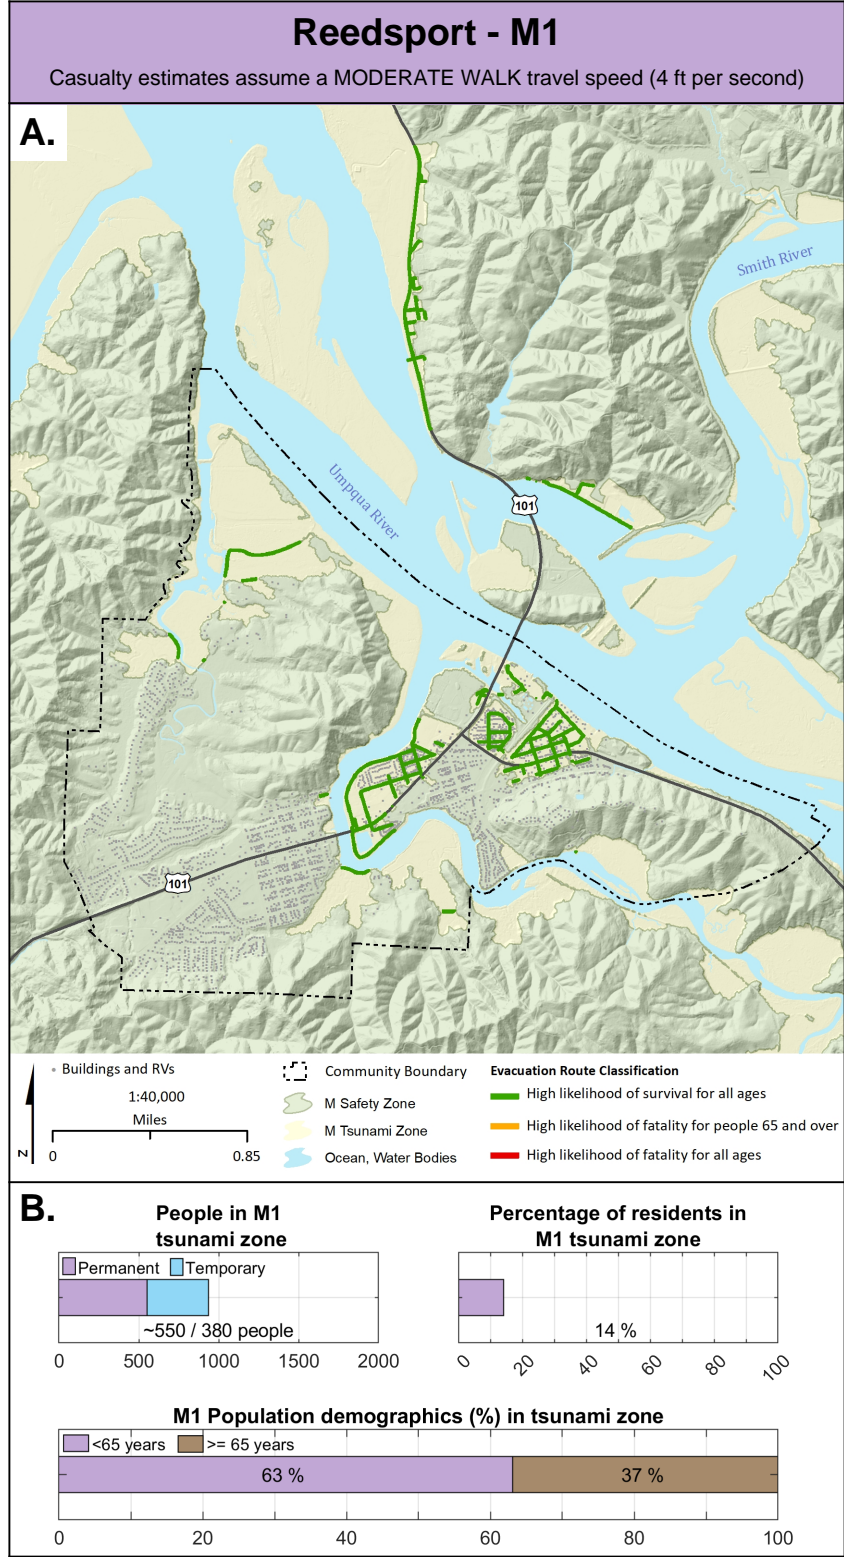 Reedsport - M1
Casualty estimates assume a MODERATE WALK travel speed (4 ft per second)
A.
Smith River
Umpqua River
101
101
Buildings and RVs
1:40,000
Miles
0 0.85
N
Community Boundary
M Safety Zone
M Tsunami Zone
Ocean, Water Bodies
Evacuation Route Classification
High likelihood of survival for all ages
High likelihood of fatality for people 65 and over
High likelihood of fatality for all ages
B.
People in M1
tsunami zone
Permanent Temporary
~550 / 380 people
0 500 1000 1500 2000
Percentage of residents in
M1 tsunami zone
14 %
0 20 40 60 80 100
M1 Population demographics (%) in tsunami zone
<65 years >= 65 years
63 % 37 %
0 20 40 60 80 100